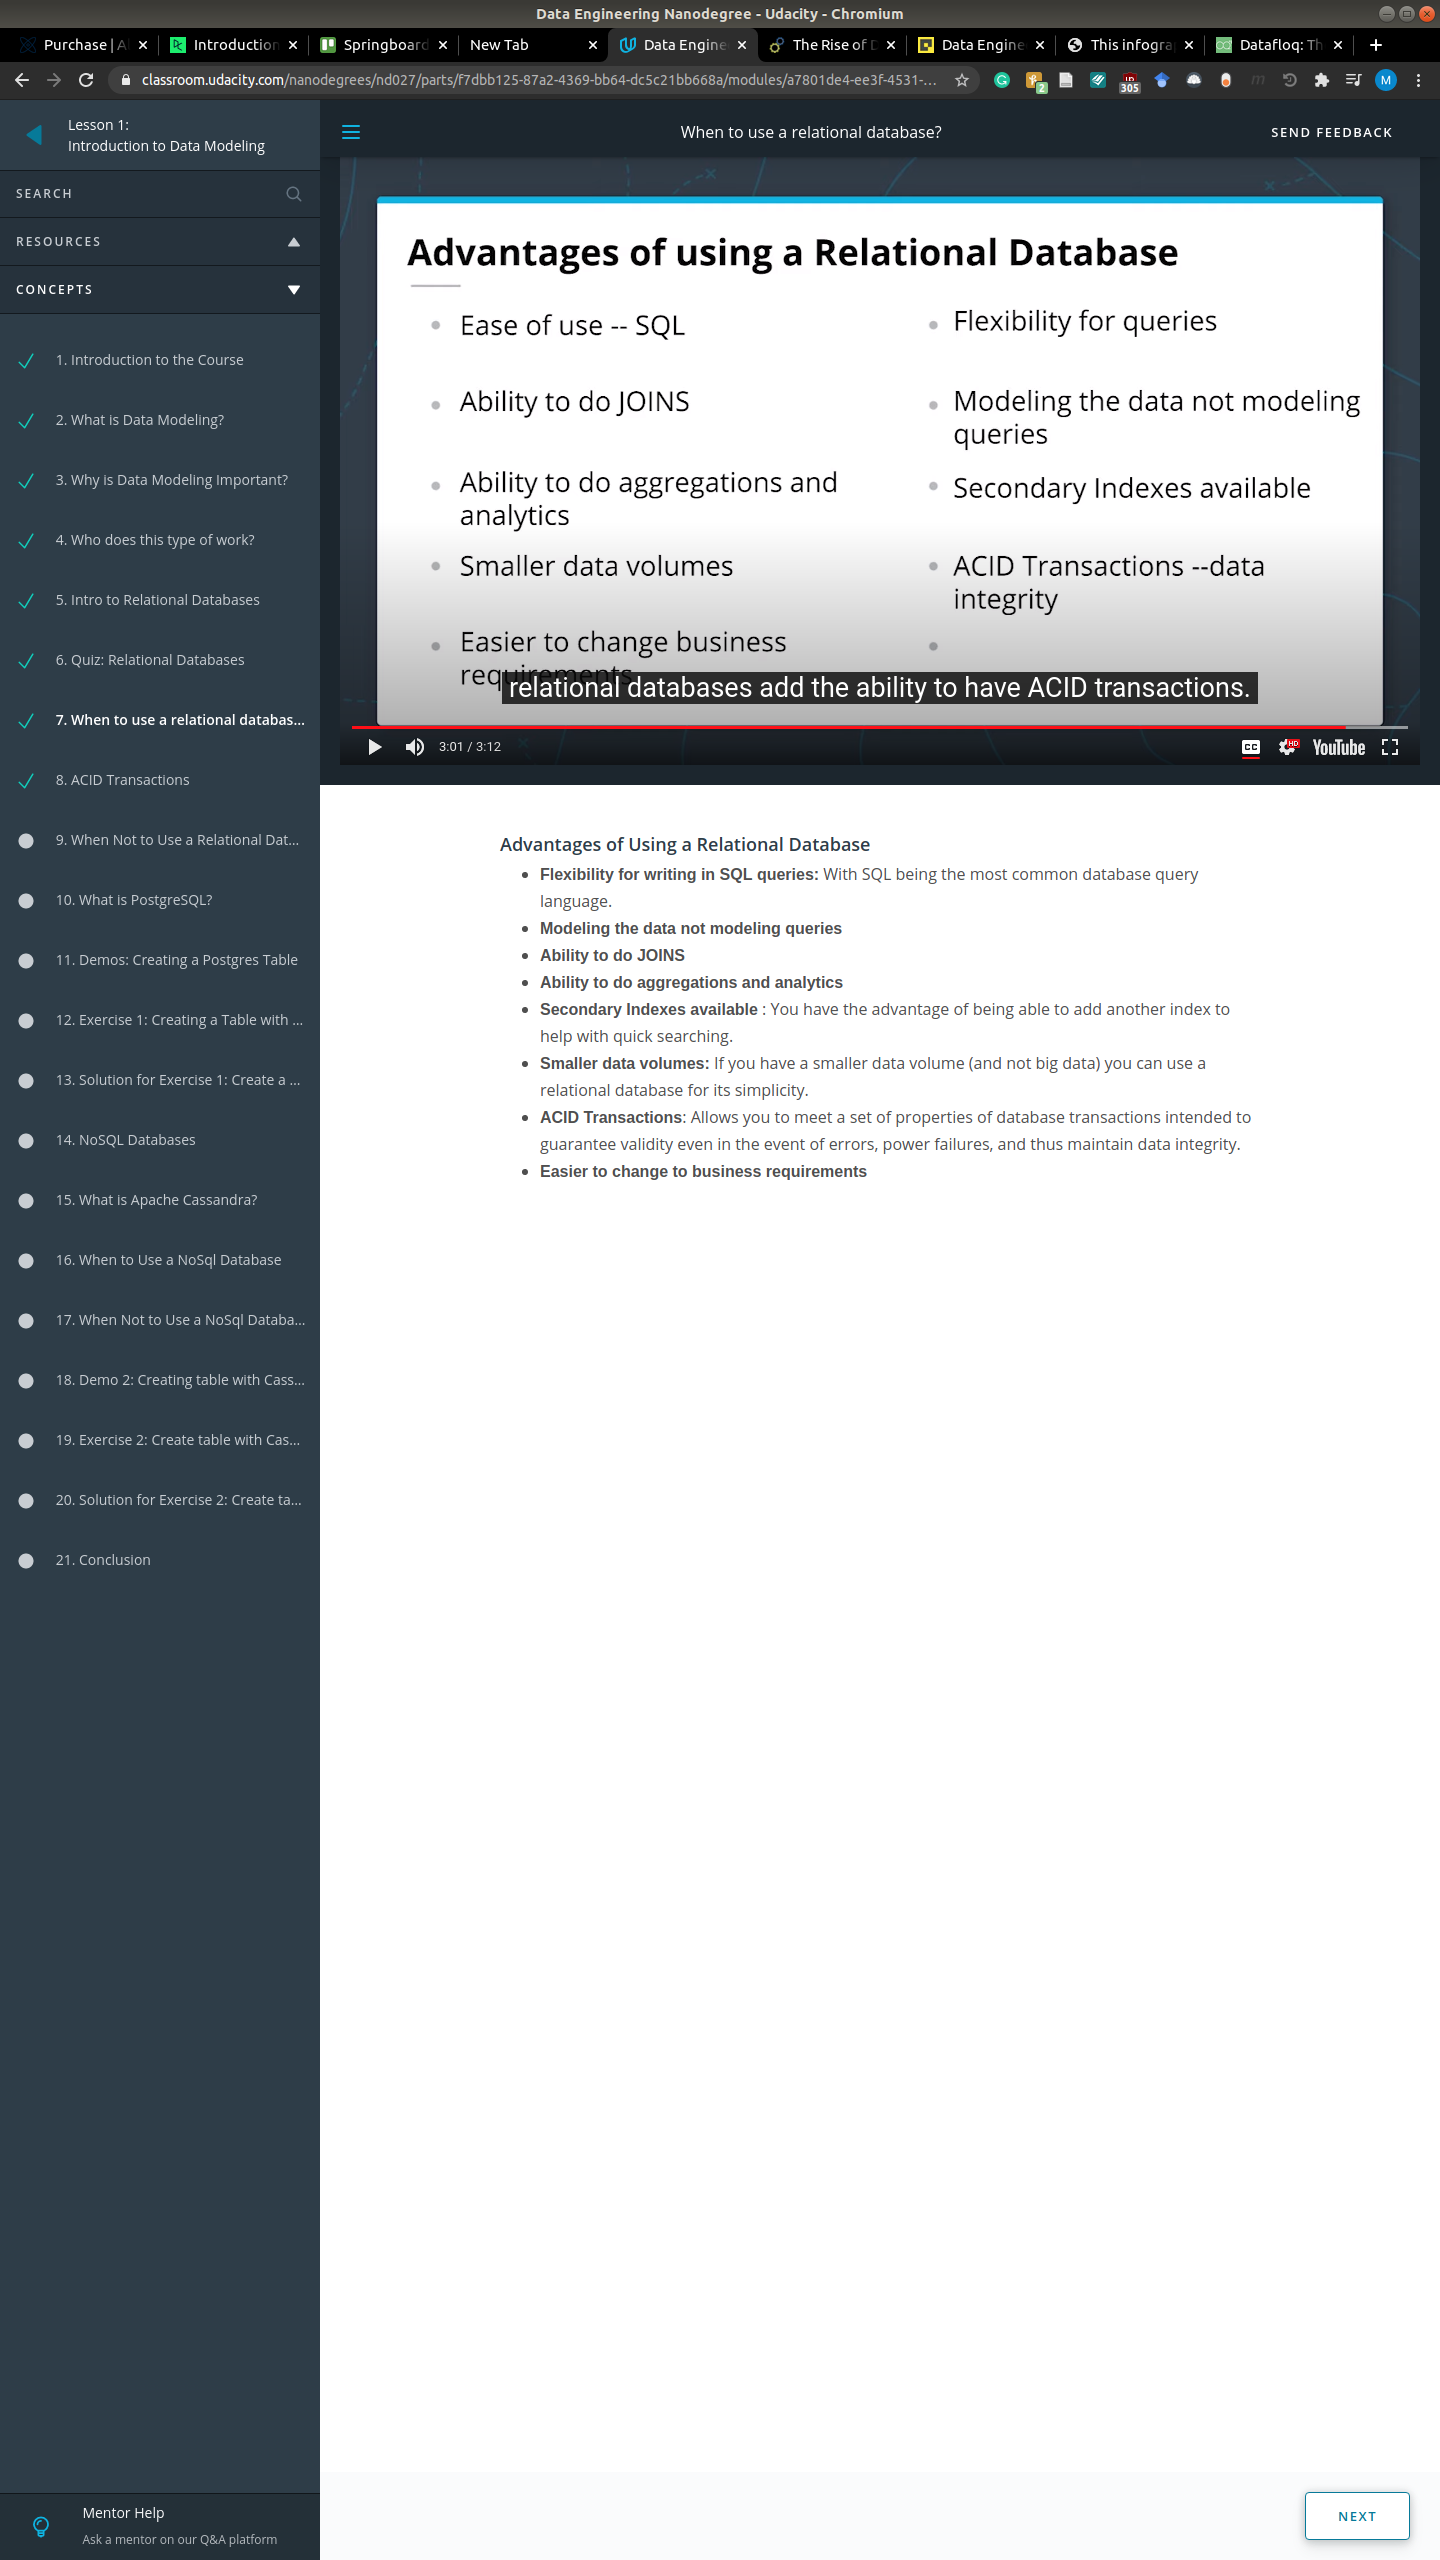 Data Engineering Nanodegree - Udacity - Chromium
Purchase | A
Introduction
Springboard
New Tab
Data Engine
The Rise of D
Data Engine
This infogra
Datafloq: Th
classroom.udacity.com/nanodegrees/nd027/parts/f7dbb125-87a2-4369-bb64-dc5c21bb668a/modules/a7801de4-ee3f-4531-...
2
305
M
Lesson 1:
Introduction to Data Modeling
When to use a relational database?
SEND FEEDBACK
SEARCH
RESOURCES
CONCEPTS
1. Introduction to the Course
2. What is Data Modeling?
3. Why is Data Modeling Important?
4. Who does this type of work?
5. Intro to Relational Databases
6. Quiz: Relational Databases
7. When to use a relational databas...
8. ACID Transactions
9. When Not to Use a Relational Dat...
10. What is PostgreSQL?
11. Demos: Creating a Postgres Table
12. Exercise 1: Creating a Table with ...
13. Solution for Exercise 1: Create a ...
14. NoSQL Databases
15. What is Apache Cassandra?
16. When to Use a NoSql Database
17. When Not to Use a NoSql Databa...
18. Demo 2: Creating table with Cass...
19. Exercise 2: Create table with Cas...
20. Solution for Exercise 2: Create ta...
21. Conclusion
Mentor Help
Ask a mentor on our Q&A platform
Advantages of using a Relational Database
Ease of use -- SQL
Ability to do JOINS
Ability to do aggregations and
analytics
Smaller data volumes
Easier to change business
requirements
Flexibility for queries
Modeling the data not modeling
queries
Secondary Indexes available
ACID Transactions --data
integrity
relational databases add the ability to have ACID transactions.
3:01 / 3:12
CC
HD
YouTube
Advantages of Using a Relational Database
Flexibility for writing in SQL queries: With SQL being the most common database query
language.
Modeling the data not modeling queries
Ability to do JOINS
Ability to do aggregations and analytics
Secondary Indexes available : You have the advantage of being able to add another index to
help with quick searching.
Smaller data volumes: If you have a smaller data volume (and not big data) you can use a
relational database for its simplicity.
ACID Transactions: Allows you to meet a set of properties of database transactions intended to
guarantee validity even in the event of errors, power failures, and thus maintain data integrity.
Easier to change to business requirements
NEXT